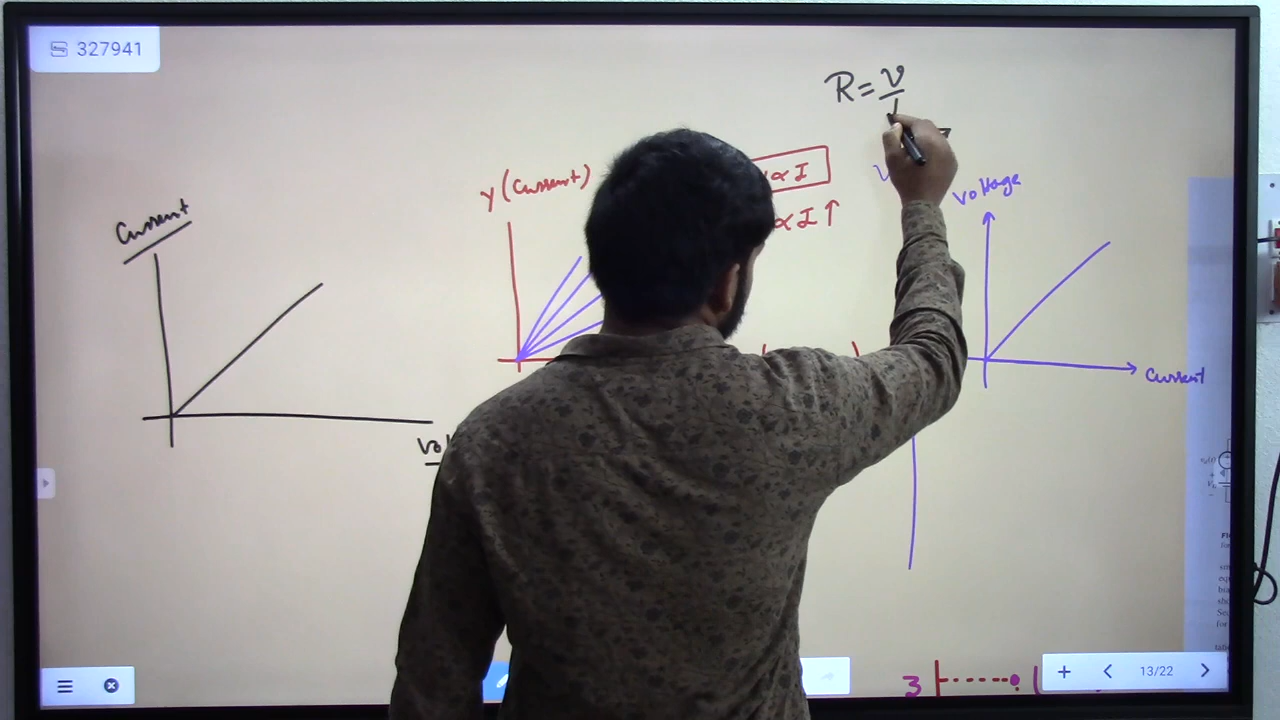 327941
R = V
Current
y (Current)
∝ I
∝ I ↑
Voltage
Current
3
13/22